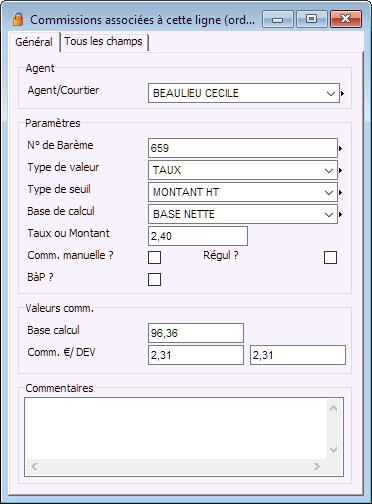 Commissions associées à cette ligne (ord...
Général Tous les champs
Agent
Agent/Courtier BEAULIEU CECILE
Paramètres
N° de Barème 659
Type de valeur TAUX
Type de seuil MONTANT HT
Base de calcul BASE NETTE
Taux ou Montant 2,40
Comm. manuelle ? Régul ?
BàP ?
Valeurs comm.
Base calcul 96,36
Comm. €/ DEV 2,31 2,31
Commentaires